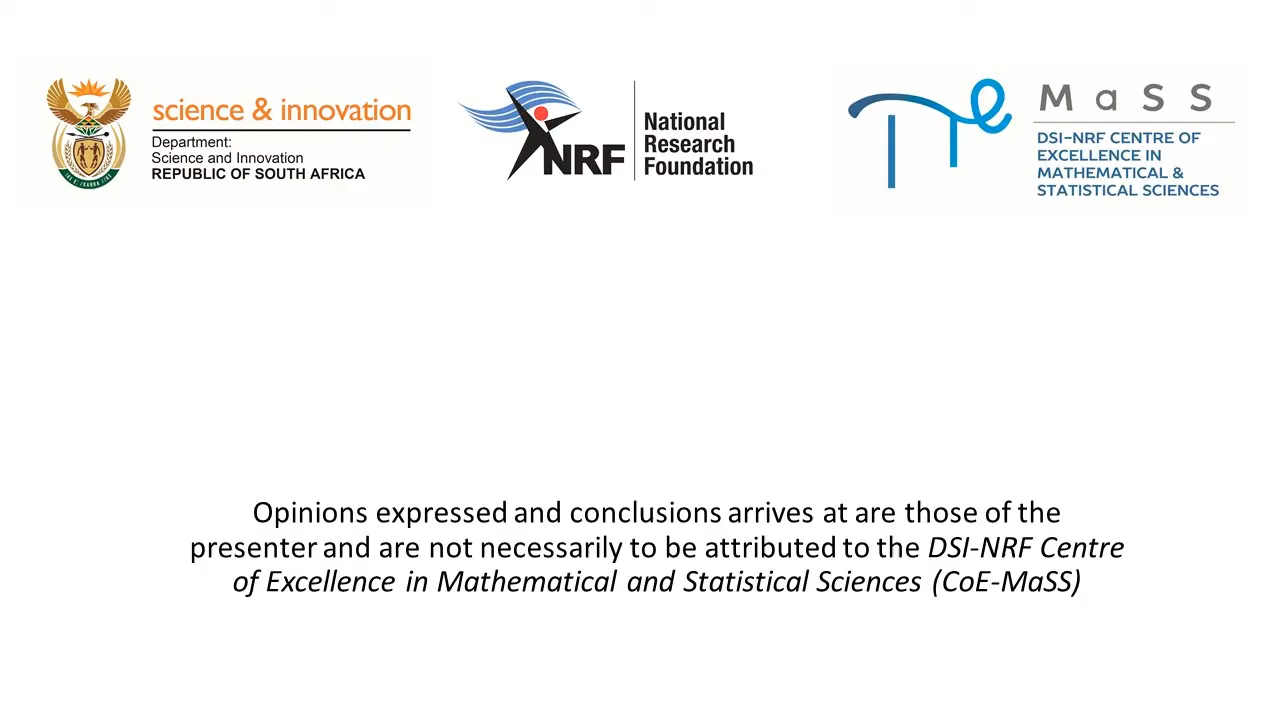 science & innovation
Department:
Science and Innovation
REPUBLIC OF SOUTH AFRICA
NRF
National
Research
Foundation
MaSS
DSI-NRF CENTRE OF
EXCELLENCE IN
MATHEMATICAL &
STATISTICAL SCIENCES
Opinions expressed and conclusions arrives at are those of the
presenter and are not necessarily to be attributed to the DSI-NRF Centre
of Excellence in Mathematical and Statistical Sciences (CoE-MaSS)